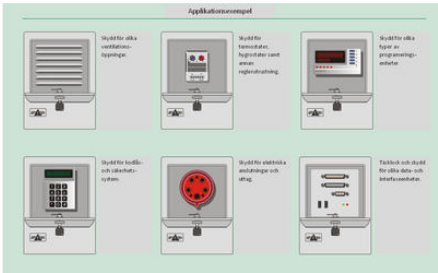 Applikationsexempel
Skydd för olika
ventilations-
öppningar.
Skydd för
termostater,
hygrostater samt
annan
reglerutrustning.
Skydd för olika
typer av
programmerings-
enheter
Skydd för kodlås-
och säkerhets-
system.
Skydd för elektriska
anslutningar och
uttag.
Täcklock och skydd
för olika data- och
interfaceenheter.